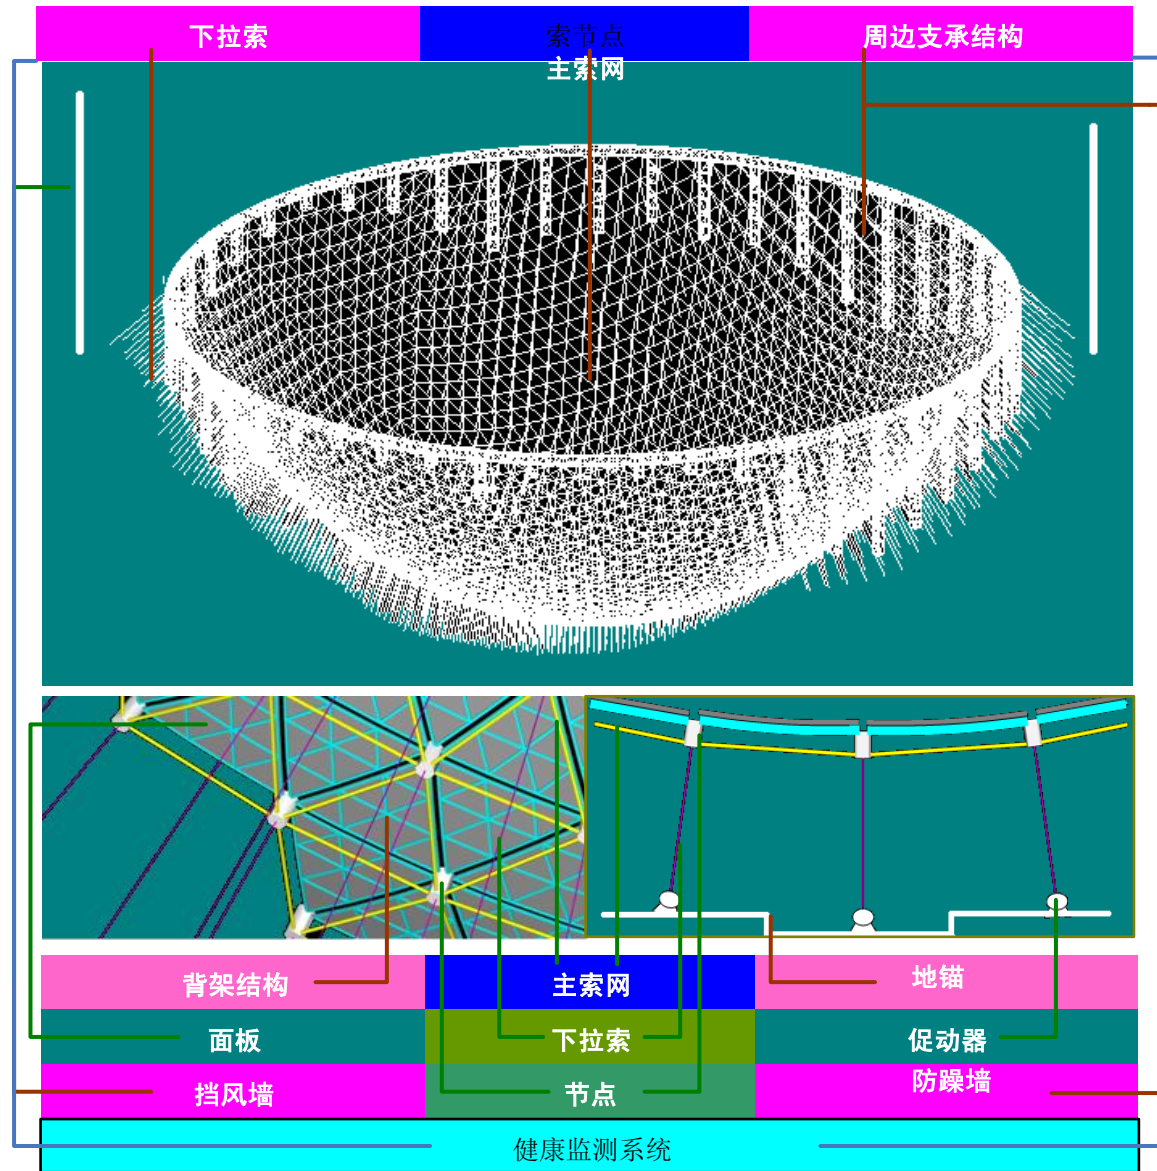 下拉索
索节点
周边支承结构
主索网
背架结构
主索网
地锚
面板
下拉索
促动器
挡风墙
节点
防躁墙
健康监测系统